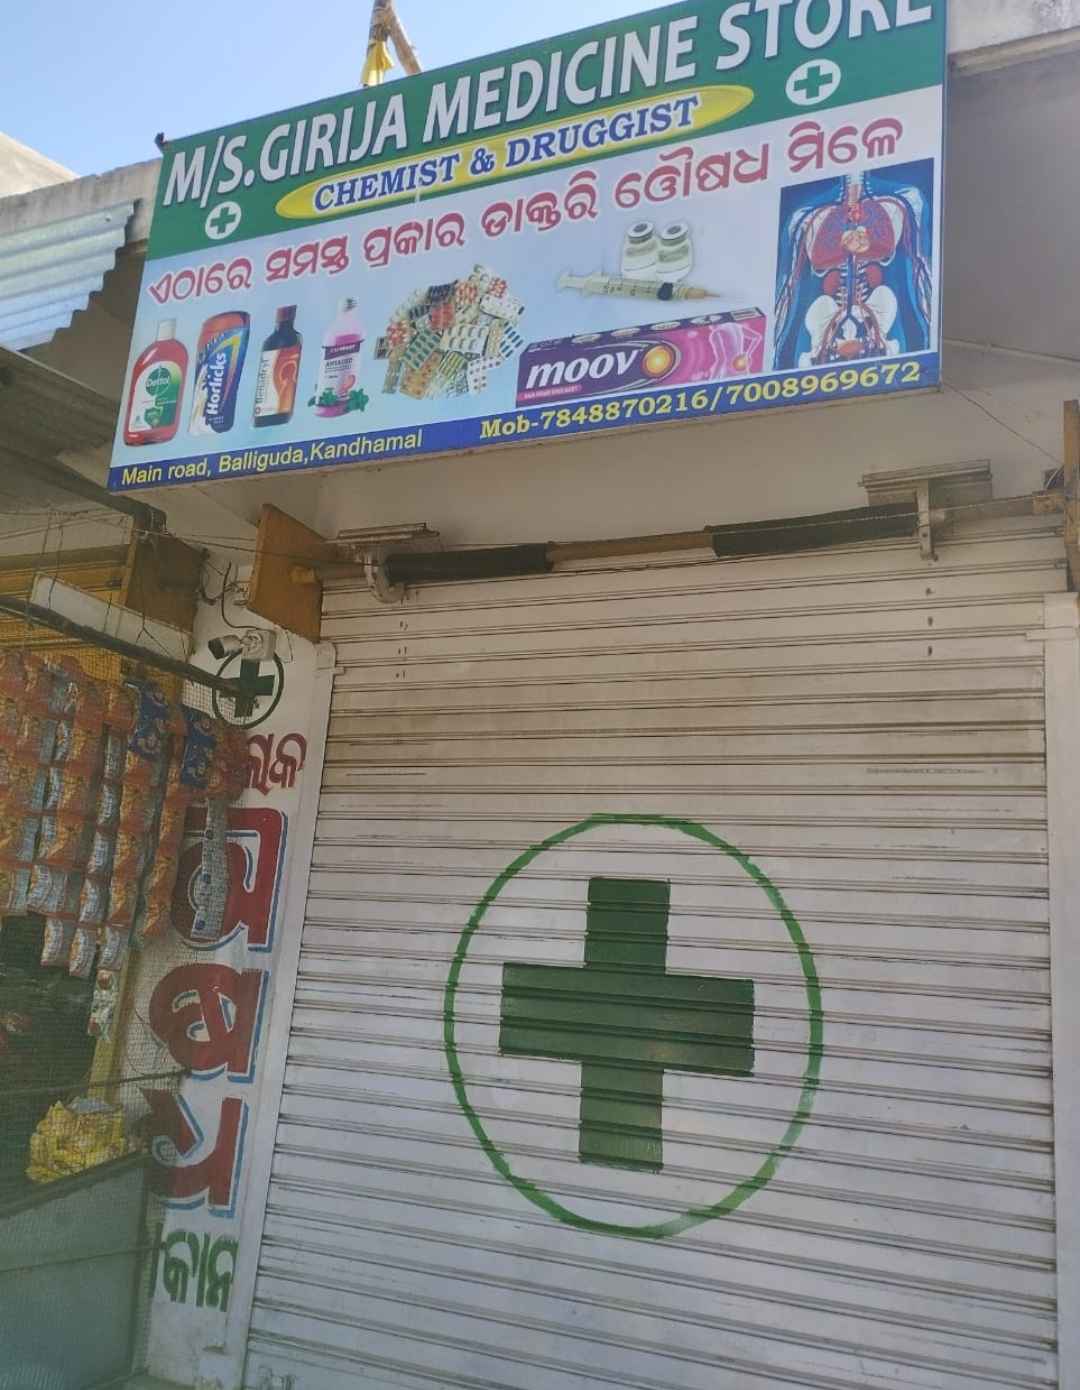 M/S.GIRIJA MEDICINE STORE
CHEMIST & DRUGGIST
ଏଠାରେ ସମସ୍ତ ପ୍ରକାର ଡାକ୍ତରି ଔଷଧ ମିଳେ
Dettol
Horlicks
moov
Main road, Balliguda,Kandhamal
Mob-7848870216/7008969672